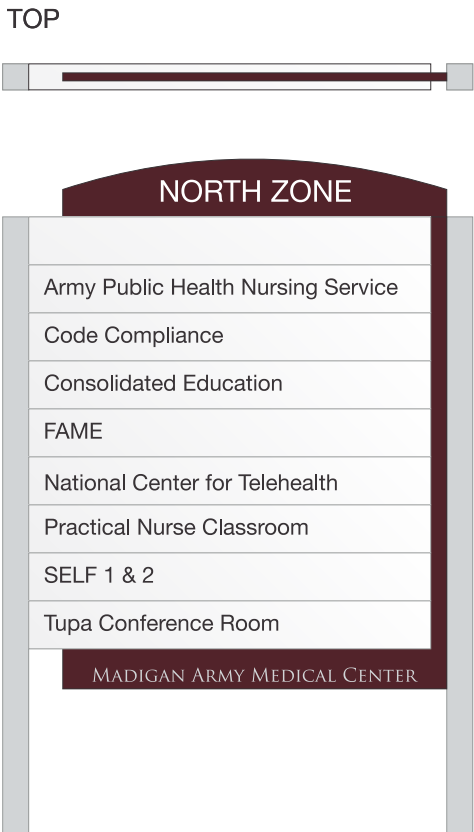 TOP
NORTH ZONE
Army Public Health Nursing Service
Code Compliance
Consolidated Education
FAME
National Center for Telehealth
Practical Nurse Classroom
SELF 1 & 2
Tupa Conference Room
MADIGAN ARMY MEDICAL CENTER